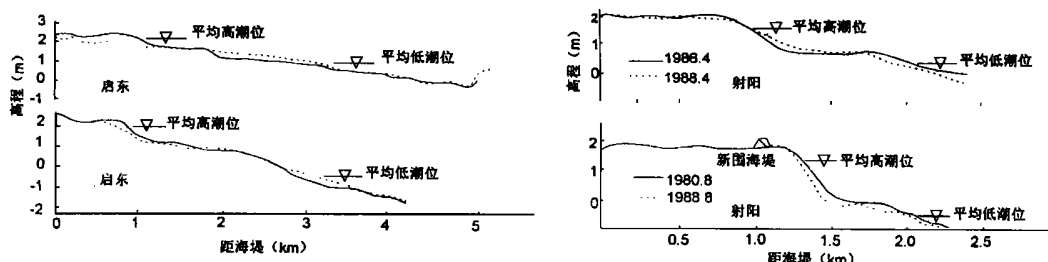 高程（m）
3
2
1
0
-1
平均高潮位
平均低潮位
启东
2
1
0
-1
-2
平均高潮位
平均低潮位
启东
0 1 2 3 4 5
距海堤（km）
高程（m）
2
1
0
平均高潮位
平均低潮位
1986.4
1988.4
射阳
2
1
0
新围海堤
平均高潮位
1980.8
1988 8
射阳
平均低潮位
0.5 1.0 1.5 2.0 2.5
距海堤（km）